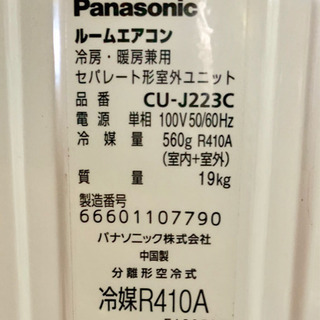 Panasonic
ルームエアコン
冷房・暖房兼用
セパレート形室外ユニット
品番 CU-J223C
電源 単相 100V 50/60Hz
冷媒量 560g R410A
(室内+室外)
質量 19kg
製造番号
66601107790
パナソニック株式会社
中国製
分離形空冷式
冷媒R410A